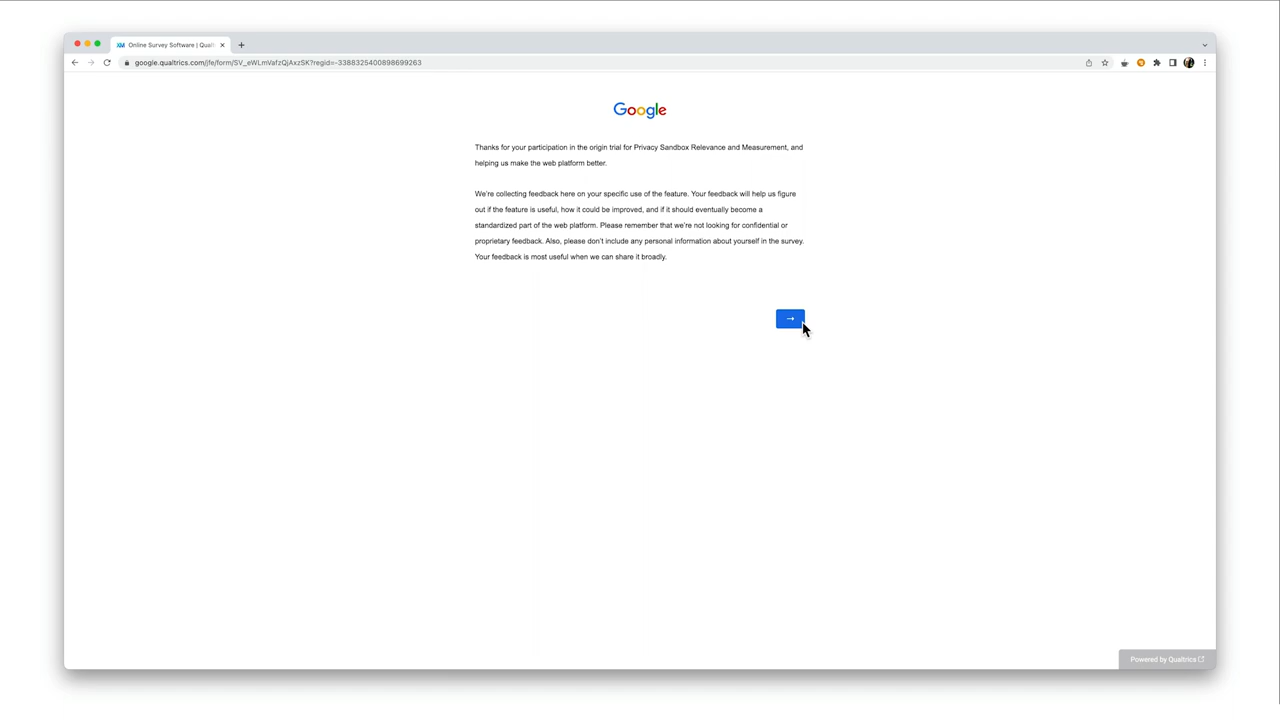 Online Survey Software | Qualt
google.qualtrics.com/jfe/form/SV_eWLmVafzQjAxzSK?regid=-3388325400898699263
Google
Thanks for your participation in the origin trial for Privacy Sandbox Relevance and Measurement, and
helping us make the web platform better.
We're collecting feedback here on your specific use of the feature. Your feedback will help us figure
out if the feature is useful, how it could be improved, and if it should eventually become a
standardized part of the web platform. Please remember that we're not looking for confidential or
proprietary feedback. Also, please don't include any personal information about yourself in the survey.
Your feedback is most useful when we can share it broadly.
→
Powered by Qualtrics